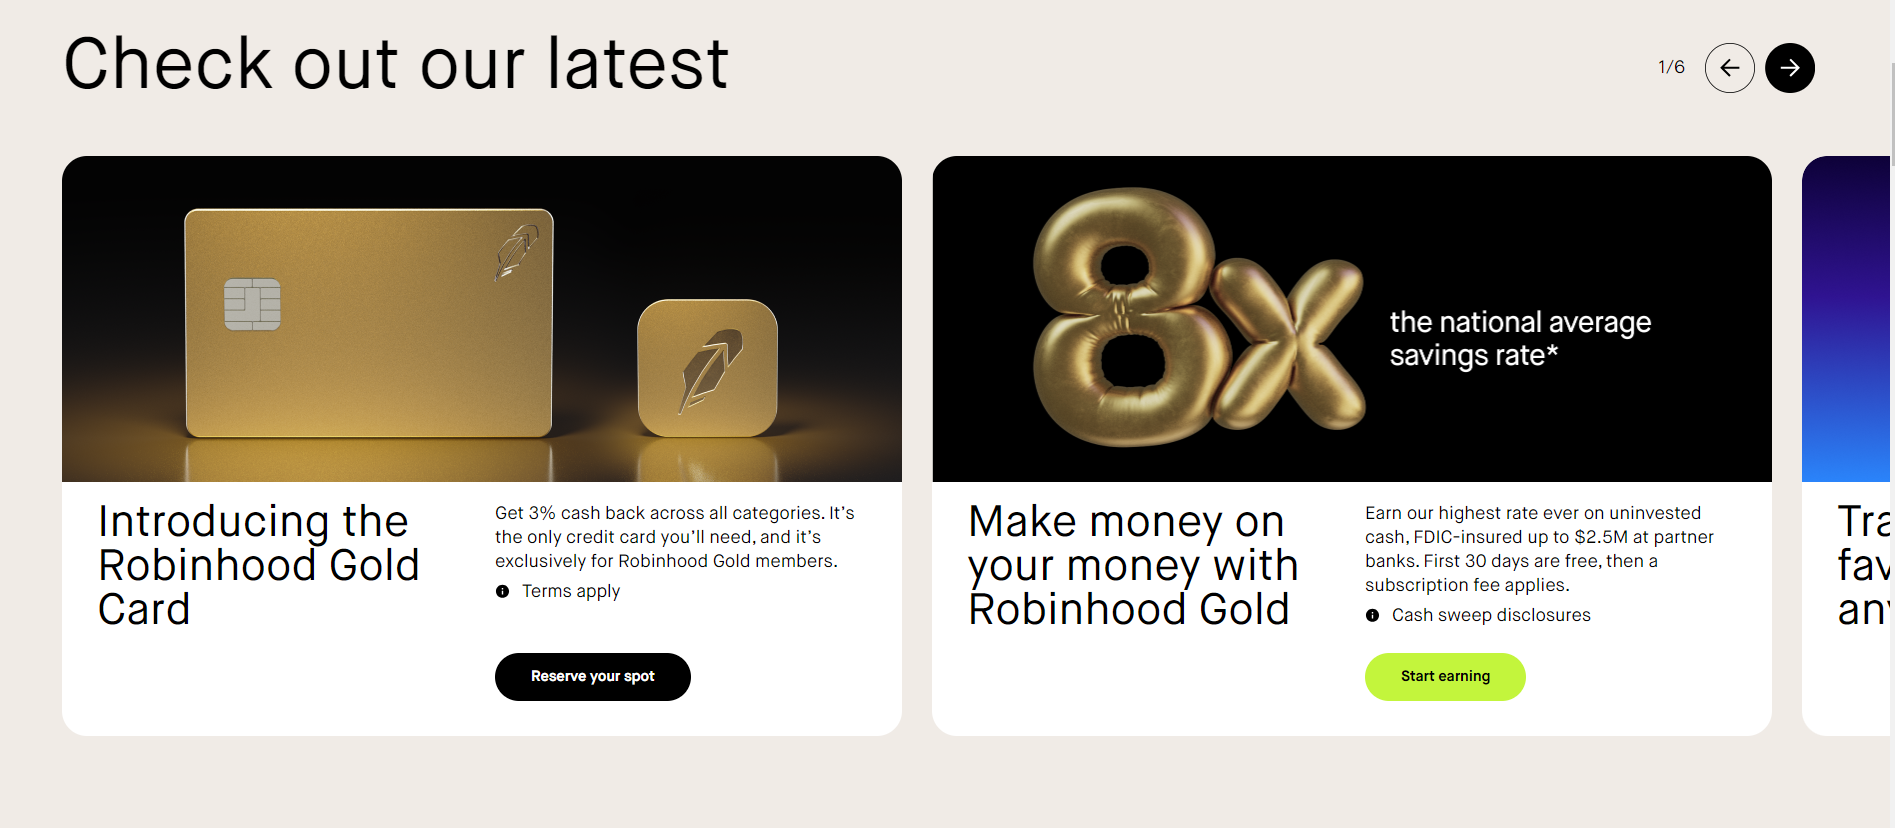 Check out our latest
1/6
8x
the national average
savings rate*
Introducing the
Robinhood Gold
Card
Get 3% cash back across all categories. It's
the only credit card you'll need, and it's
exclusively for Robinhood Gold members.
Terms apply
Reserve your spot
Make money on
your money with
Robinhood Gold
Earn our highest rate ever on uninvested
cash, FDIC-insured up to $2.5M at partner
banks. First 30 days are free, then a
subscription fee applies.
Cash sweep disclosures
Start earning